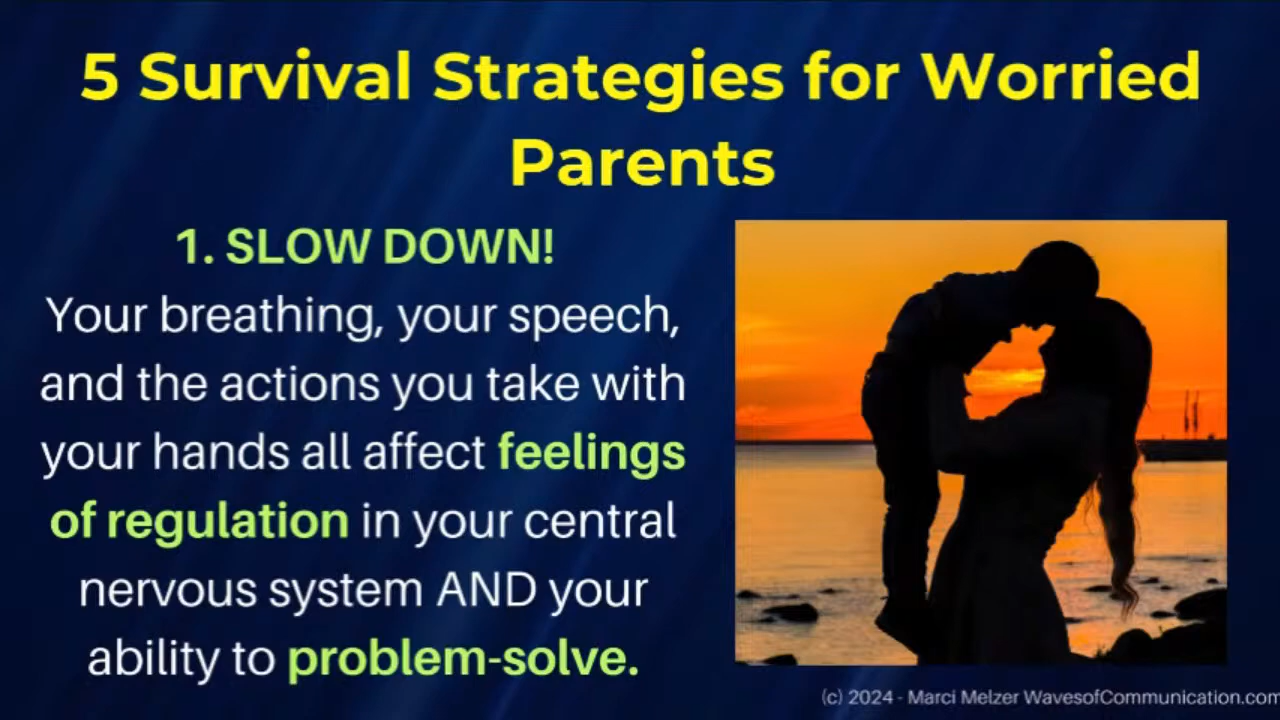 5 Survival Strategies for Worried
Parents
1. SLOW DOWN!
Your breathing, your speech,
and the actions you take with
your hands all affect feelings
of regulation in your central
nervous system AND your
ability to problem-solve.
(c) 2024 - Marci Melzer WavesofCommunication.com